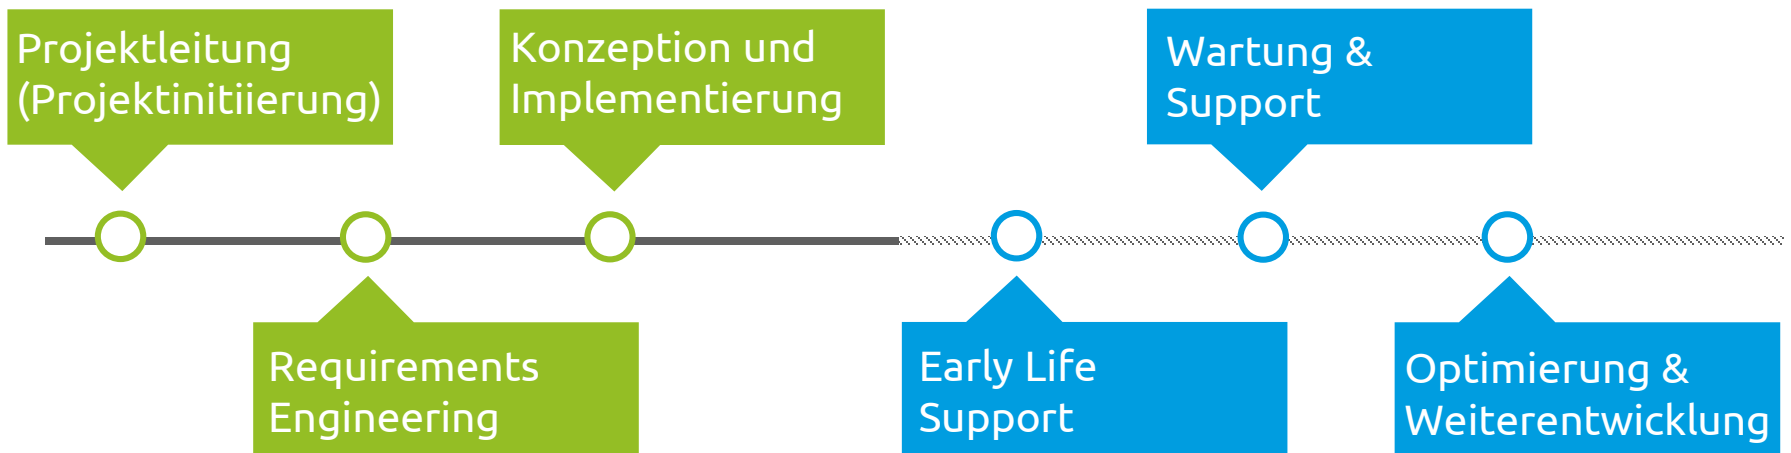 Projektleitung
(Projektinitiierung)
Requirements
Engineering
Konzeption und
Implementierung
Early Life
Support
Wartung &
Support
Optimierung &
Weiterentwicklung